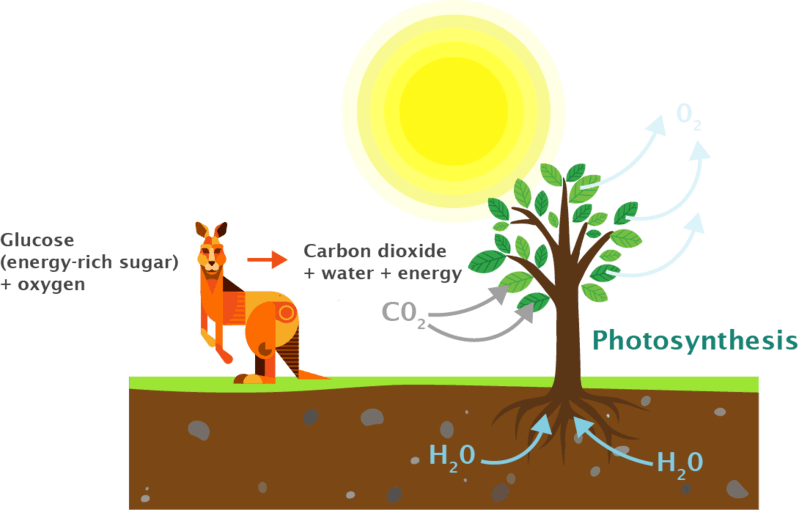 Glucose
(energy-rich sugar)
+ oxygen
Carbon dioxide
+ water + energy
CO₂
O₂
Photosynthesis
H₂O
H₂O